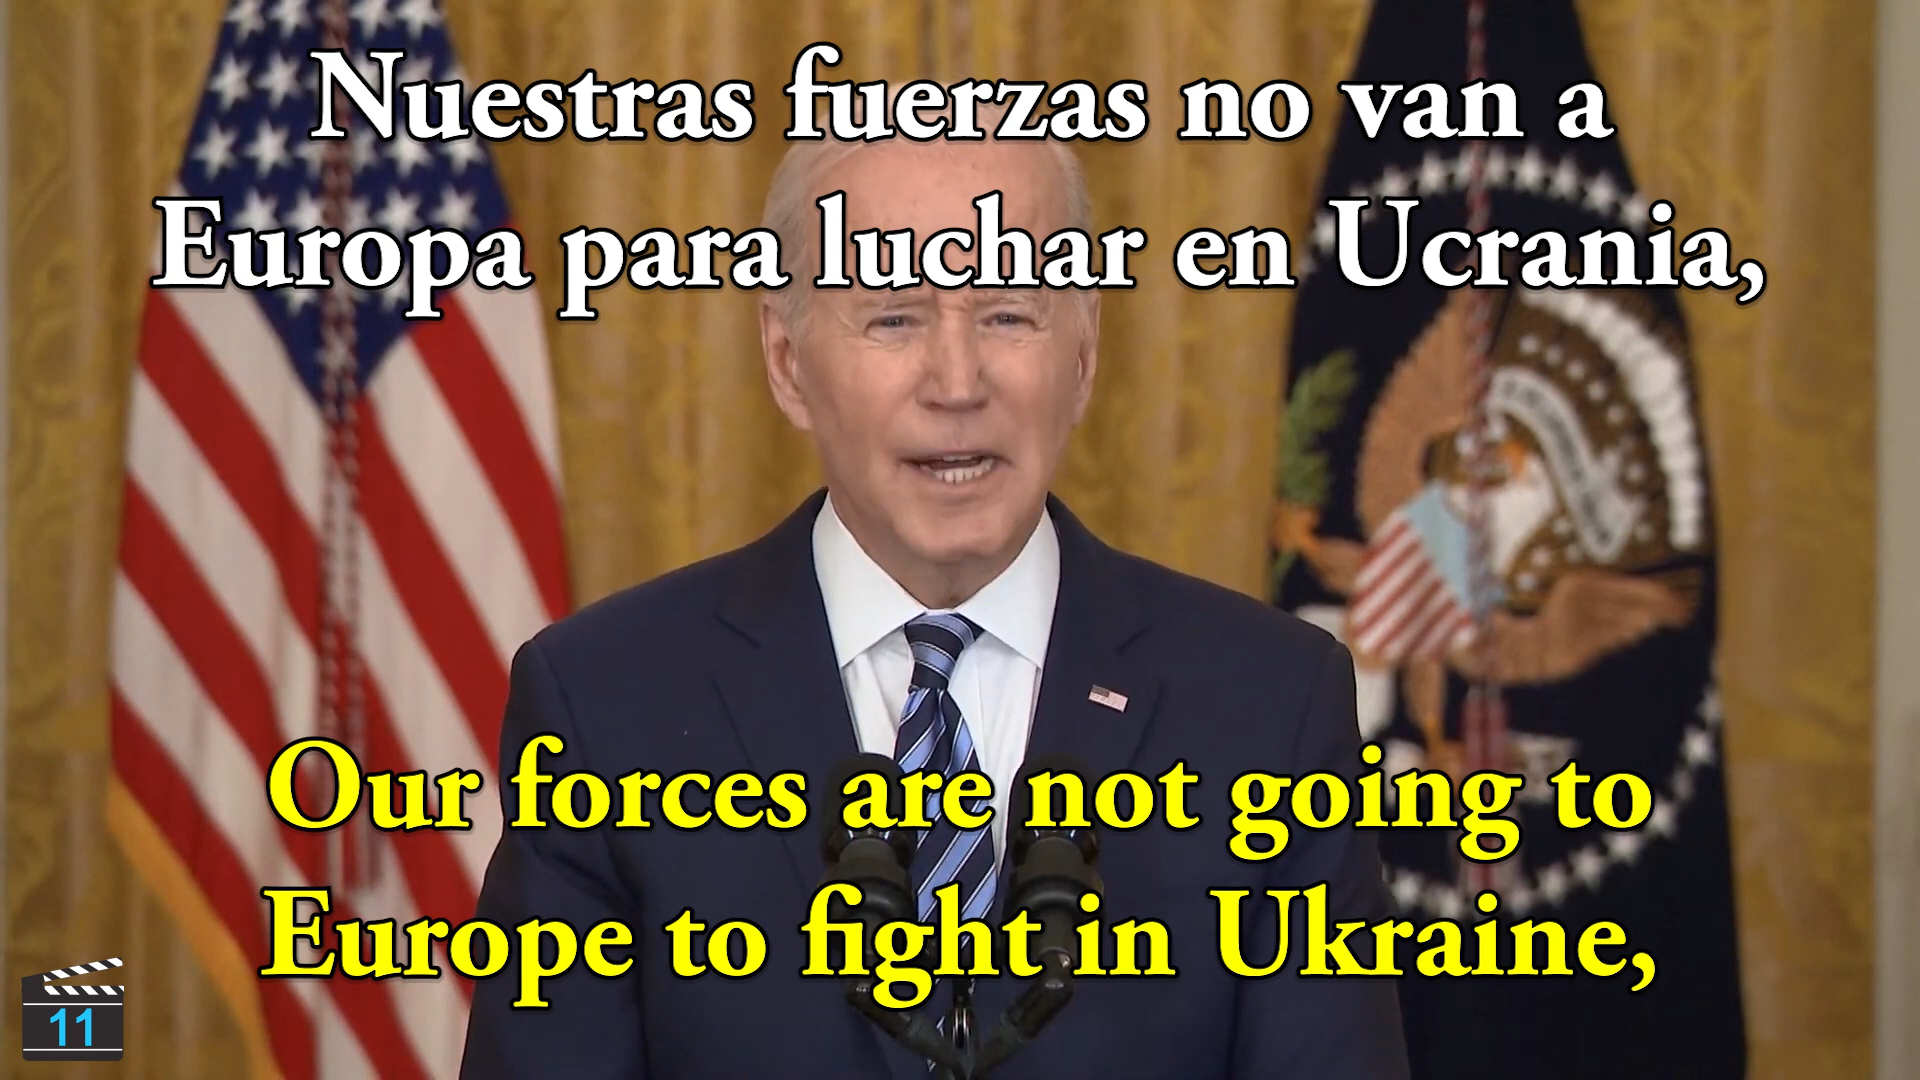 Nuestras fuerzas no van a
Europa para luchar en Ucrania,
Our forces are not going to
Europe to fight in Ukraine,
11